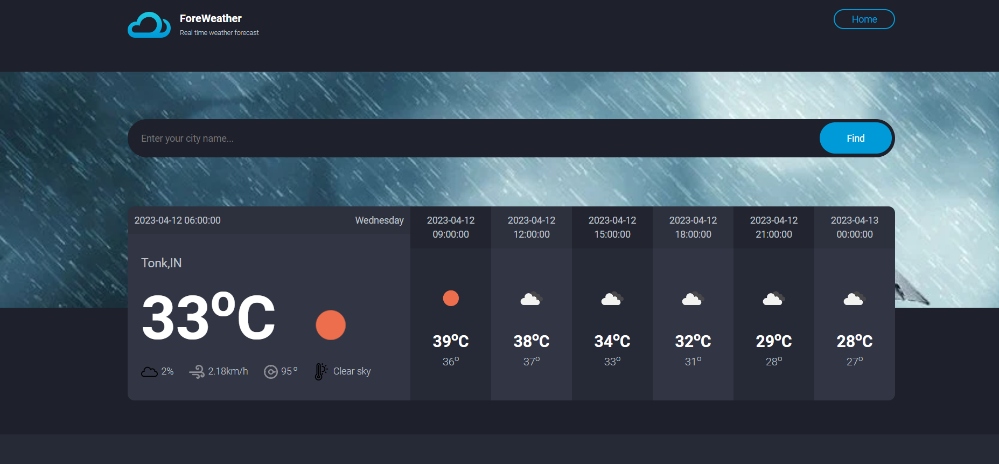 ForeWeather
Real time weather forecast
Home
Enter your city name...
Find
2023-04-12 06:00:00
Wednesday
Tonk,IN
33°C
2%
2.18km/h
95°
Clear sky
2023-04-12
09:00:00
39°C
36°
2023-04-12
12:00:00
38°C
37°
2023-04-12
15:00:00
34°C
33°
2023-04-12
18:00:00
32°C
31°
2023-04-12
21:00:00
29°C
28°
2023-04-13
00:00:00
28°C
27°